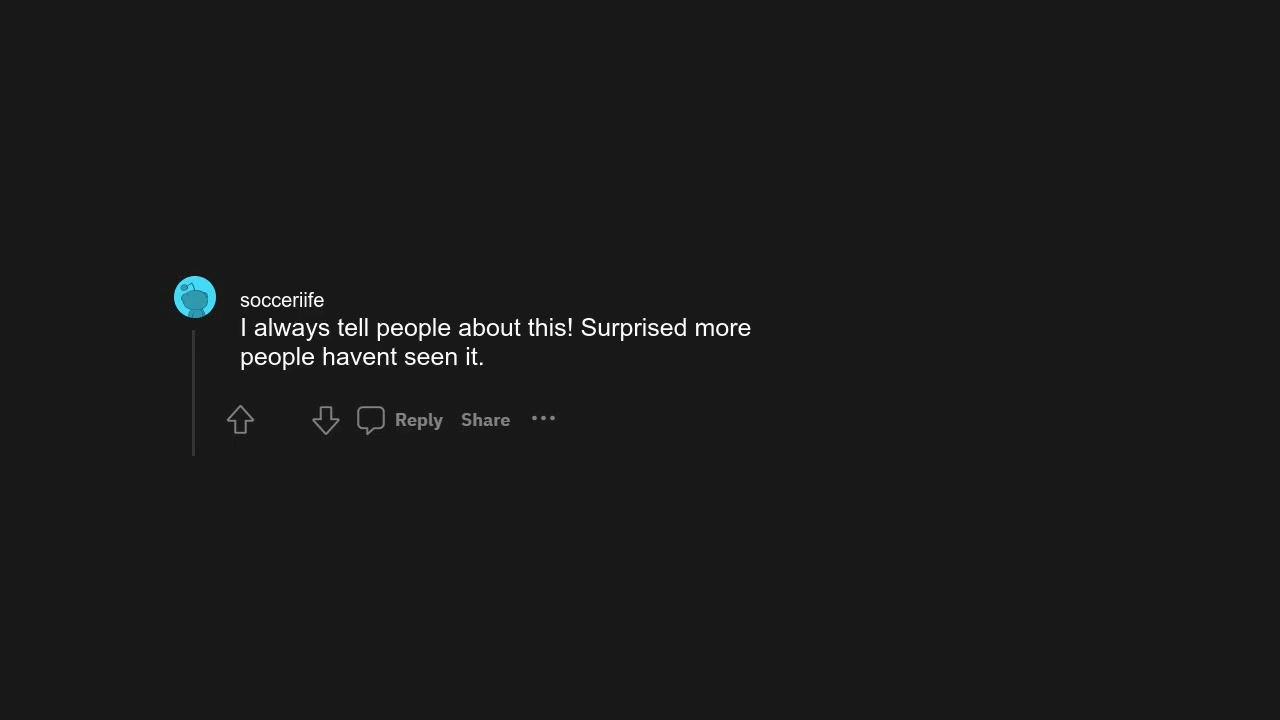 socceriife
I always tell people about this! Surprised more
people havent seen it.
Reply Share